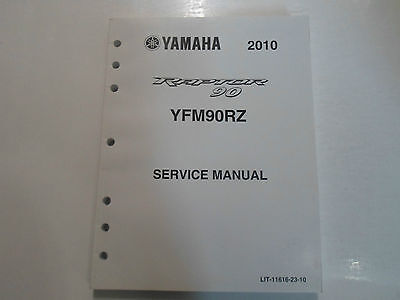 YAMAHA 2010
RAPTOR
90
YFM90RZ
SERVICE MANUAL
LIT-11616-23-10